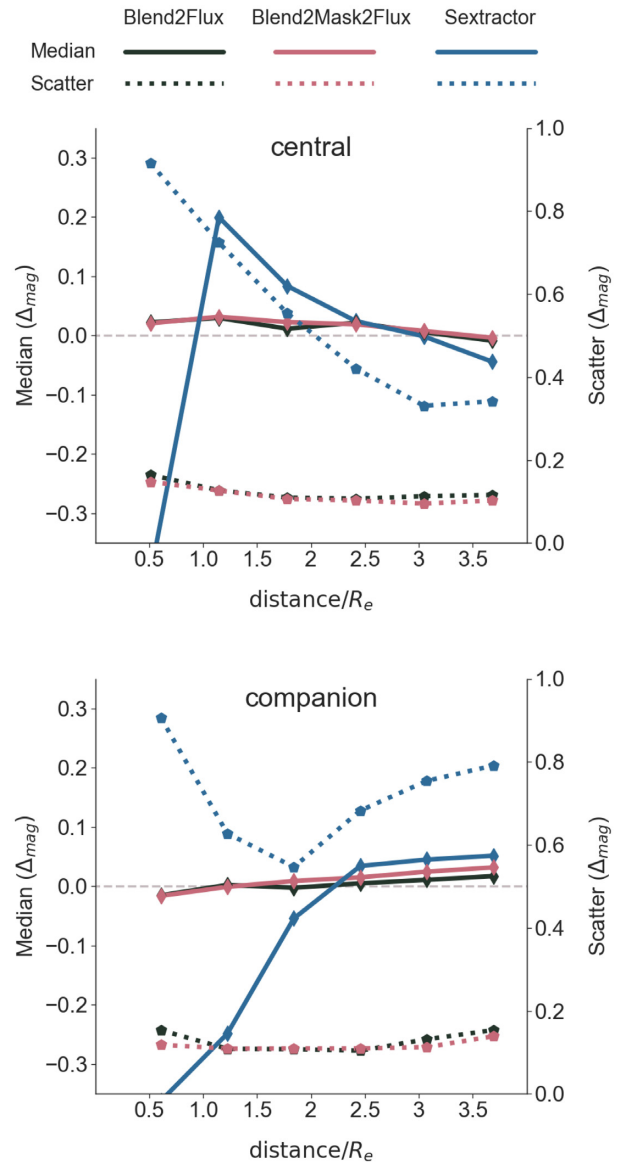 Blend2Flux Blend2Mask2Flux Sextractor
Median
Scatter
central
0.3
0.2
0.1
0.0
−0.1
−0.2
−0.3
Median (Δmag)
1.0
0.8
0.6
0.4
0.2
0.0
Scatter (Δmag)
0.5 1.0 1.5 2 2.5 3 3.5
distance/Re
companion
0.3
0.2
0.1
0.0
−0.1
−0.2
−0.3
Median (Δmag)
1.0
0.8
0.6
0.4
0.2
0.0
Scatter (Δmag)
0.5 1.0 1.5 2 2.5 3 3.5
distance/Re